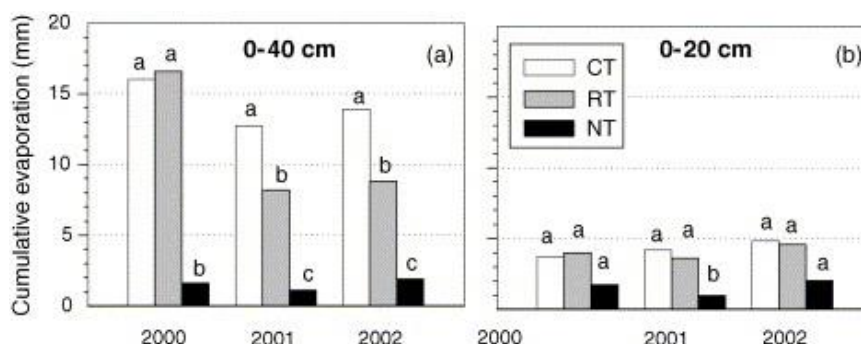 Cumulative evaporation (mm)
20
15
10
5
0
0-40 cm
(a)
a a b
a b c
a b c
2000 2001 2002
0-20 cm
(b)
CT
RT
NT
a a a
a a b
a a a
2000 2001 2002